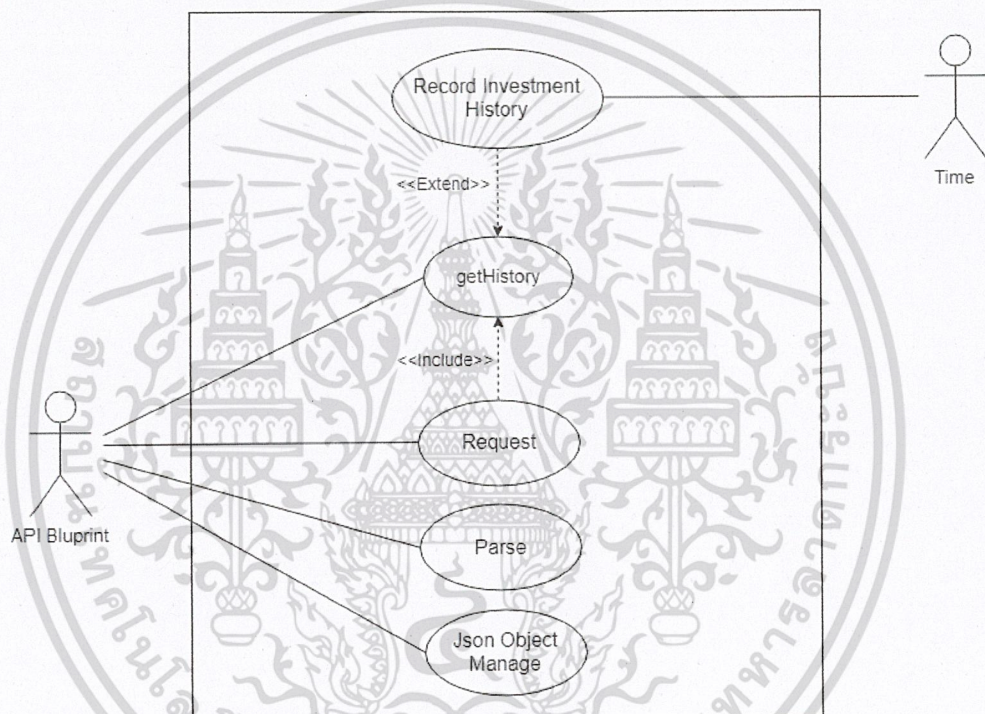 Record Investment
History
<<Extend>>
Time
getHistory
<<Include>>
Request
API Bluprint
Parse
Json Object
Manage